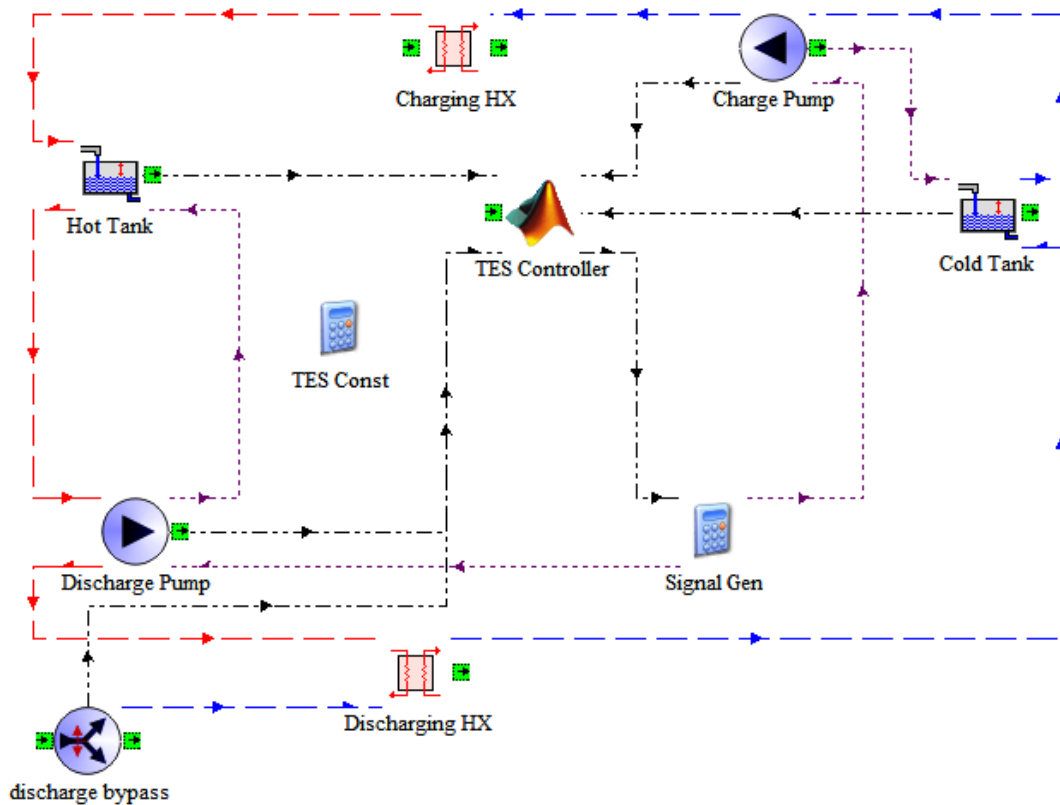 Charging HX
Charge Pump
Hot Tank
TES Controller
Cold Tank
TES Const
Discharge Pump
Signal Gen
Discharging HX
discharge bypass